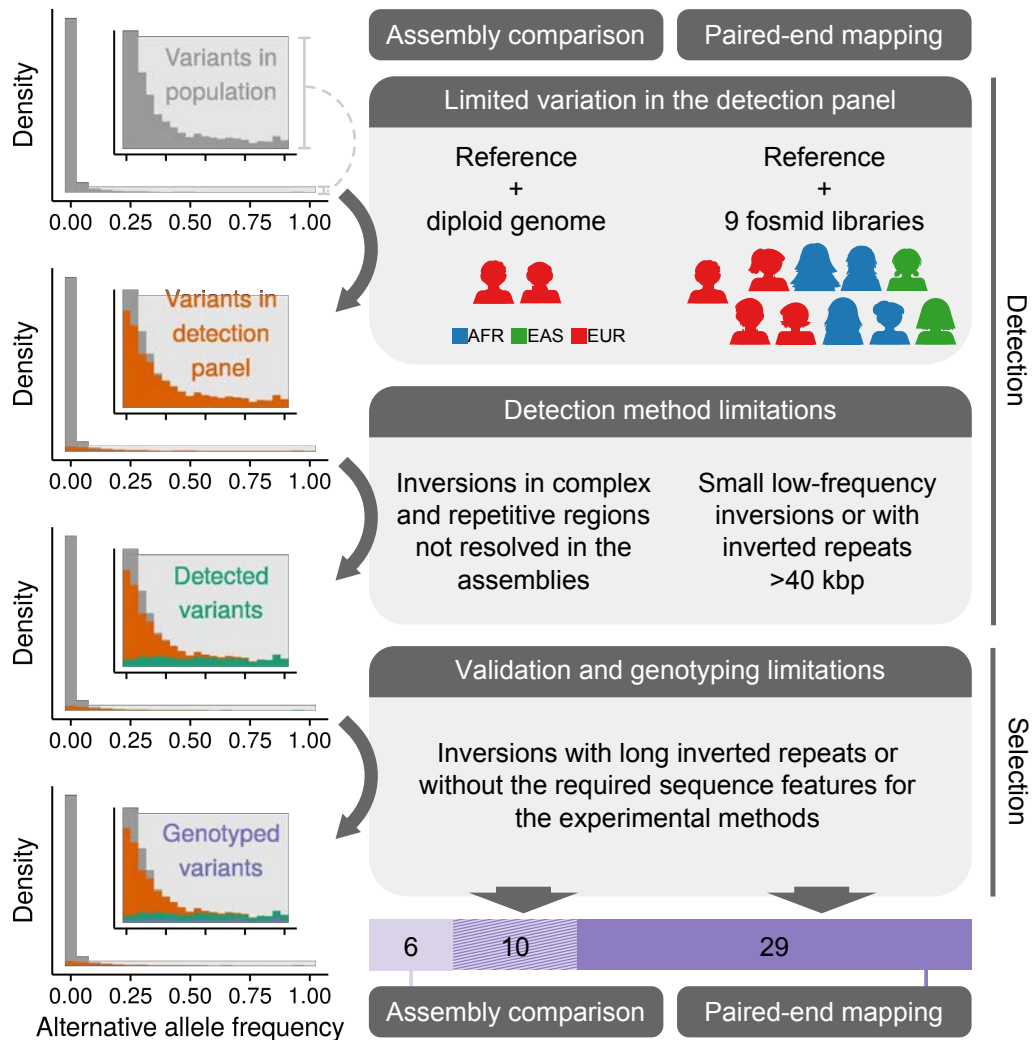 Assembly comparison
Paired-end mapping
Density
Variants in
population
0.00 0.25 0.50 0.75 1.00
Limited variation in the detection panel
Reference
+
diploid genome
Reference
+
9 fosmid libraries
AFR EAS EUR
Detection
Density
Variants in
detection
panel
0.00 0.25 0.50 0.75 1.00
Detection method limitations
Inversions in complex
and repetitive regions
not resolved in the
assemblies
Small low-frequency
inversions or with
inverted repeats
>40 kbp
Density
Detected
variants
0.00 0.25 0.50 0.75 1.00
Validation and genotyping limitations
Inversions with long inverted repeats or
without the required sequence features for
the experimental methods
Selection
Density
Genotyped
variants
0.00 0.25 0.50 0.75 1.00
Alternative allele frequency
6 10 29
Assembly comparison
Paired-end mapping